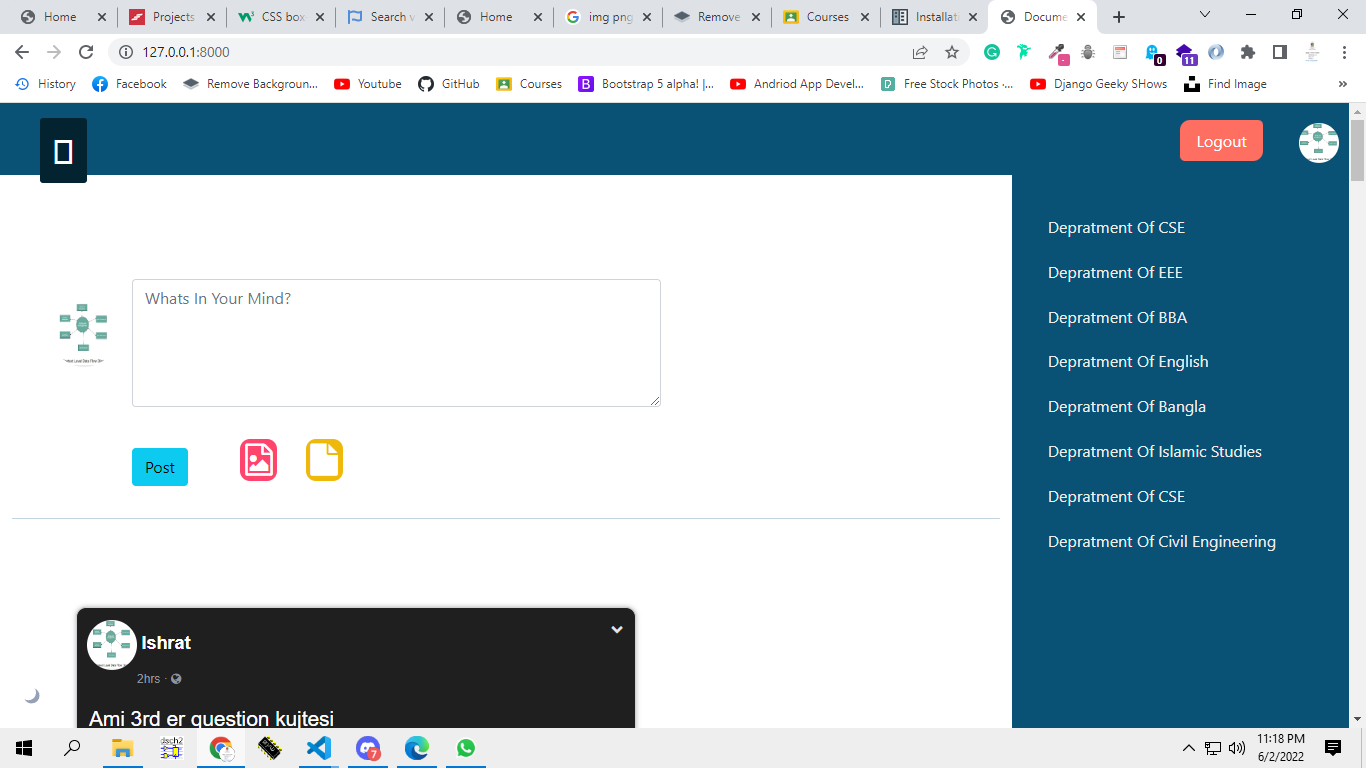 Home
Projects
CSS box
Search v
Home
img png
Remove
Courses
Installati
Docume
127.0.0.1:8000
0
11
History
Facebook
Remove Backgroun...
Youtube
GitHub
Courses
Bootstrap 5 alpha! |...
Andriod App Devel...
Free Stock Photos ·...
Django Geeky SHows
Find Image
»
Logout
Depratment Of CSE
Depratment Of EEE
Depratment Of BBA
Depratment Of English
Depratment Of Bangla
Depratment Of Islamic Studies
Depratment Of CSE
Depratment Of Civil Engineering
Whats In Your Mind?
Post
Ishrat
2hrs ·
Ami 3rd er question kujtesi
dsch2
7
11:18 PM
6/2/2022